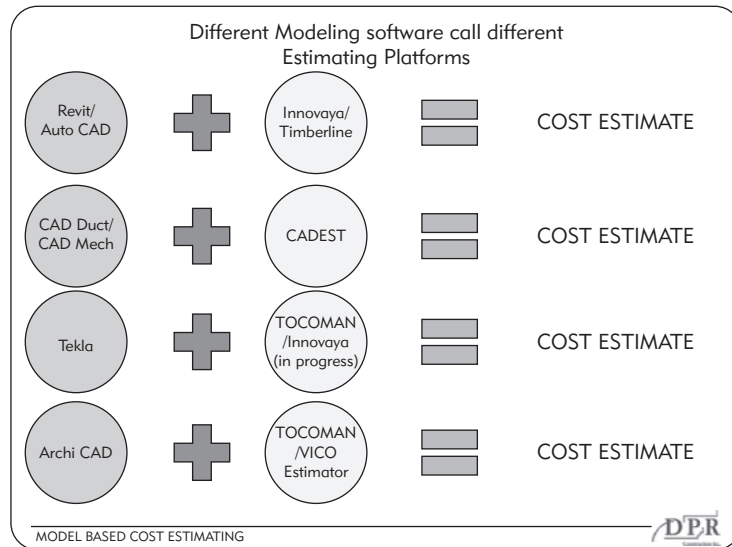 Different Modeling software call different
Estimating Platforms
Revit/
Auto CAD
Innovaya/
Timberline
COST ESTIMATE
CAD Duct/
CAD Mech
CADEST
COST ESTIMATE
Tekla
TOCOMAN
/Innovaya
(in progress)
COST ESTIMATE
Archi CAD
TOCOMAN
/VICO
Estimator
COST ESTIMATE
MODEL BASED COST ESTIMATING
DPR